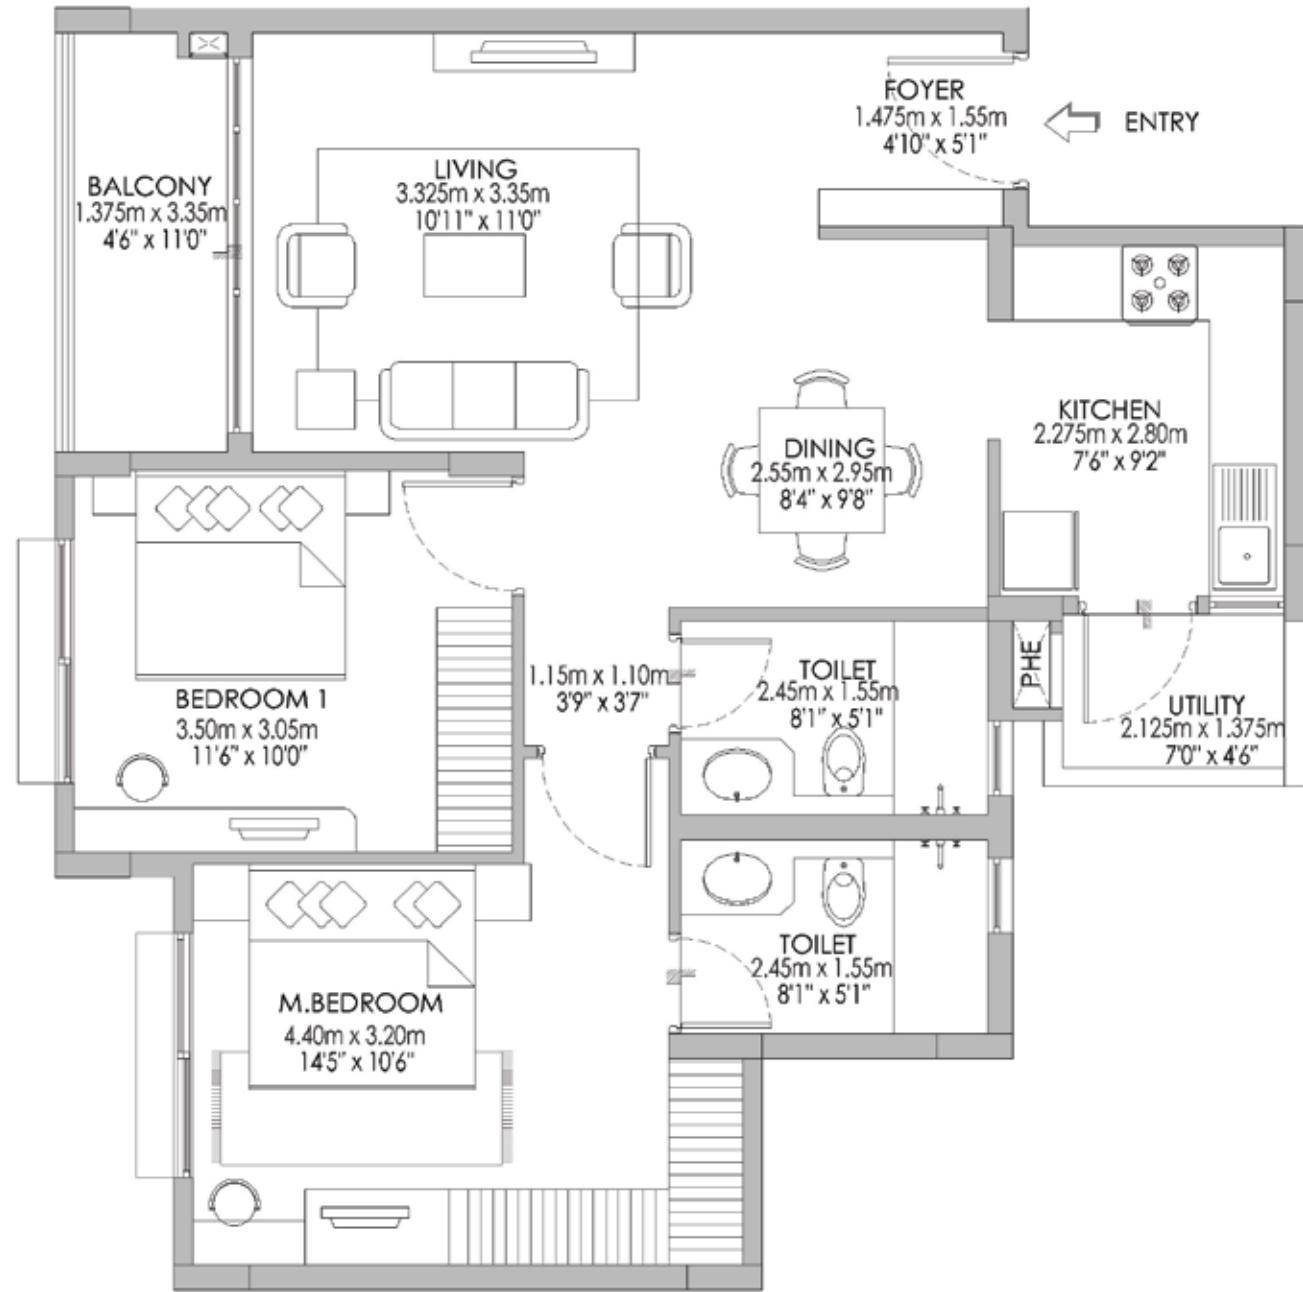 FOYER
1.475m x 1.55m
4'10" x 5'1"
ENTRY
LIVING
3.325m x 3.35m
10'11" x 11'0"
BALCONY
1.375m x 3.35m
4'6" x 11'0"
KITCHEN
2.275m x 2.80m
7'6" x 9'2"
DINING
2.55m x 2.95m
8'4" x 9'8"
BEDROOM 1
3.50m x 3.05m
11'6" x 10'0"
1.15m x 1.10m
3'9" x 3'7"
TOILET
2.45m x 1.55m
8'1" x 5'1"
PHE
UTILITY
2.125m x 1.375m
7'0" x 4'6"
TOILET
2.45m x 1.55m
8'1" x 5'1"
M.BEDROOM
4.40m x 3.20m
14'5" x 10'6"